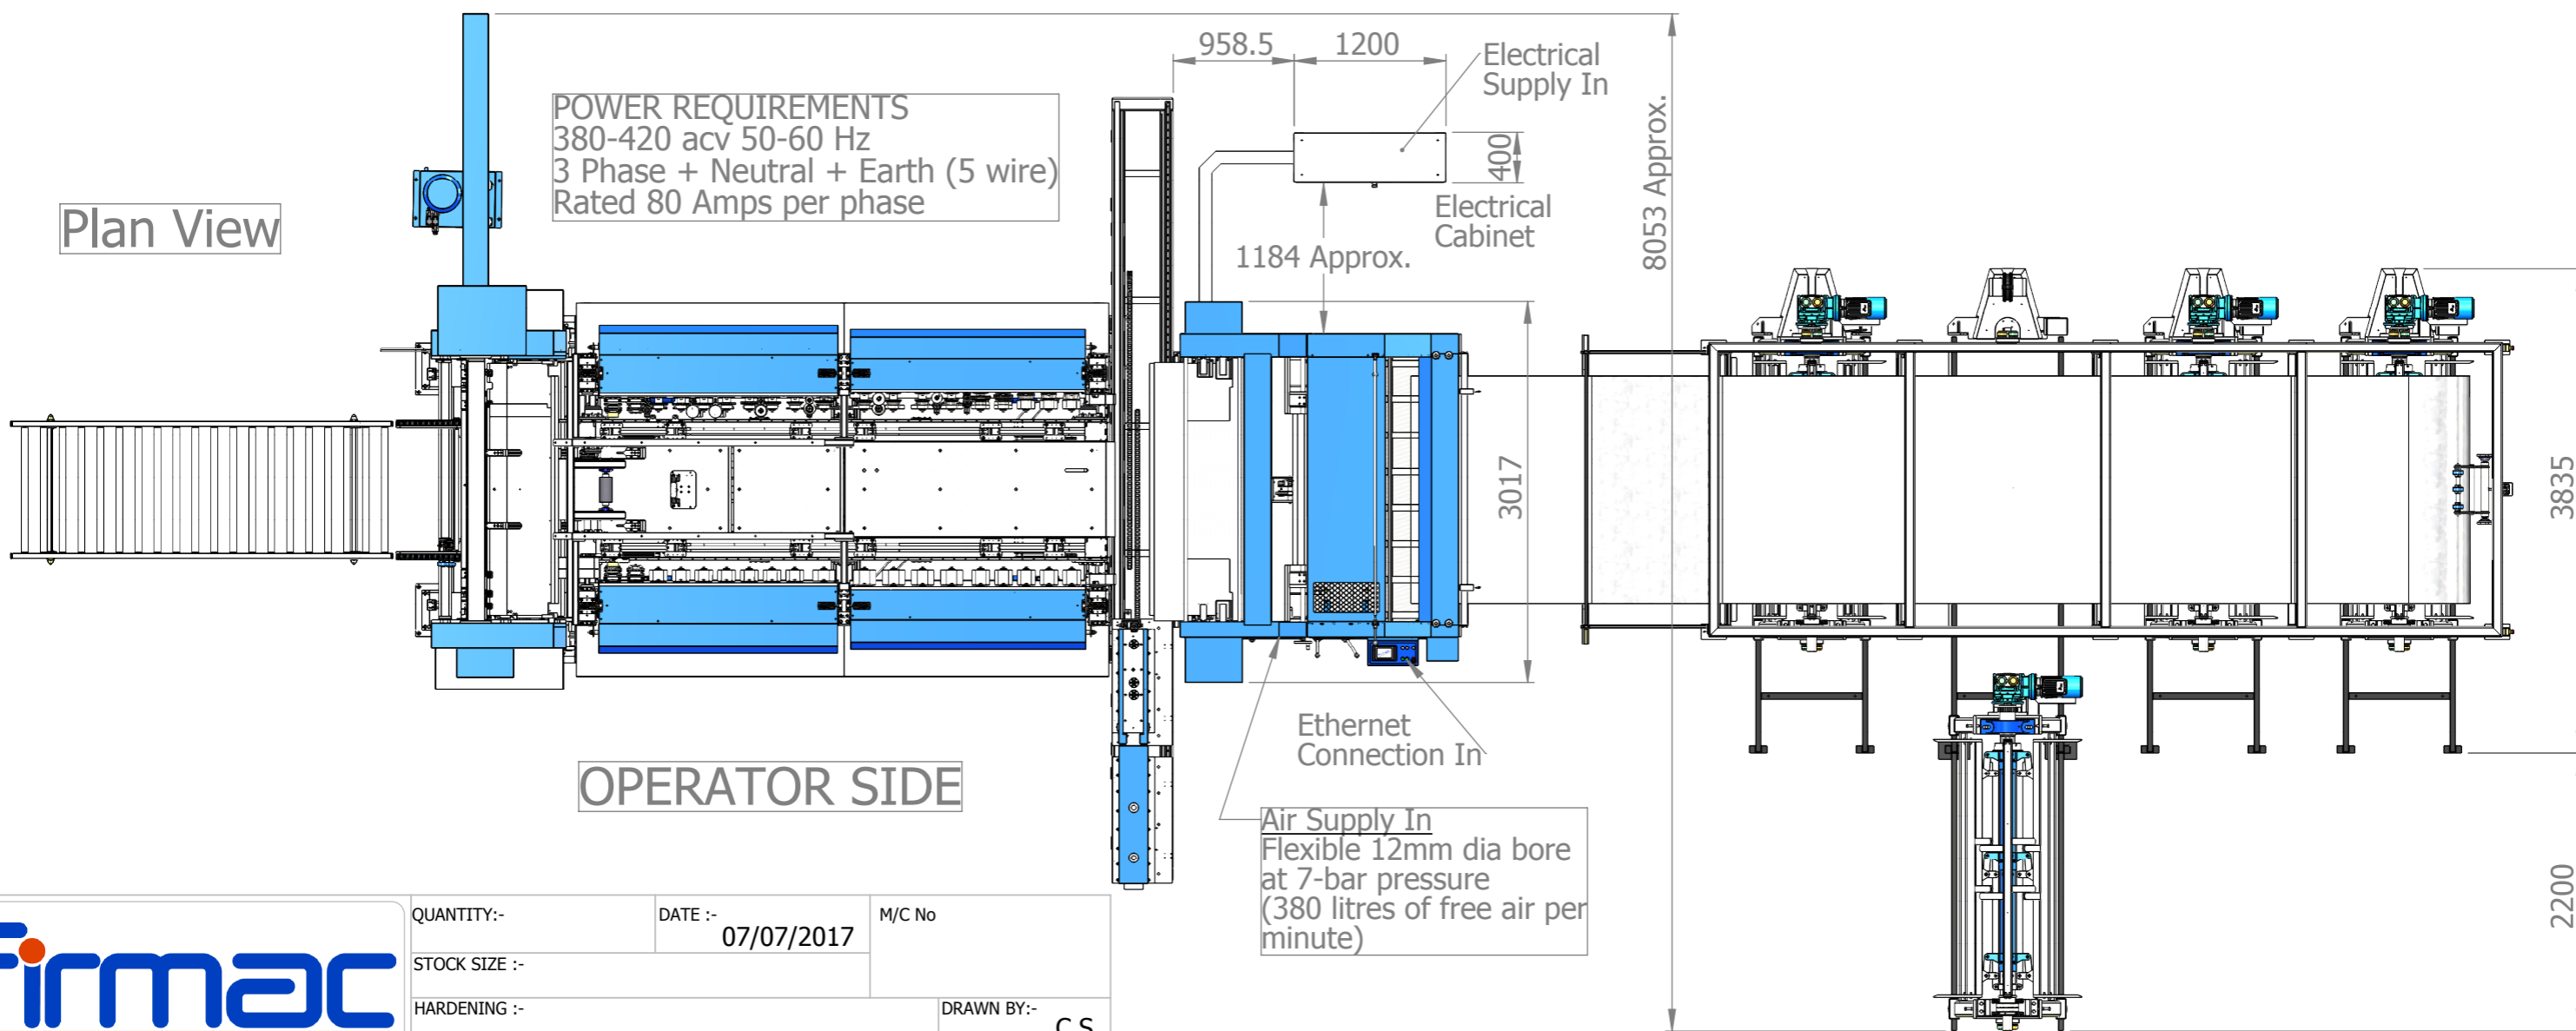 958.5
1200
Electrical
Supply In
POWER REQUIREMENTS
380-420 acv 50-60 Hz
3 Phase + Neutral + Earth (5 wire)
Rated 80 Amps per phase
400
8053 Approx.
Plan View
Electrical
Cabinet
1184 Approx.
3017
3835
Ethernet
Connection In
OPERATOR SIDE
Air Supply In
Flexible 12mm dia bore
at 7-bar pressure
(380 litres of free air per
minute)
2200
firmac
QUANTITY:-
DATE :-
07/07/2017
M/C No
STOCK SIZE :-
HARDENING :-
DRAWN BY:-
C.S